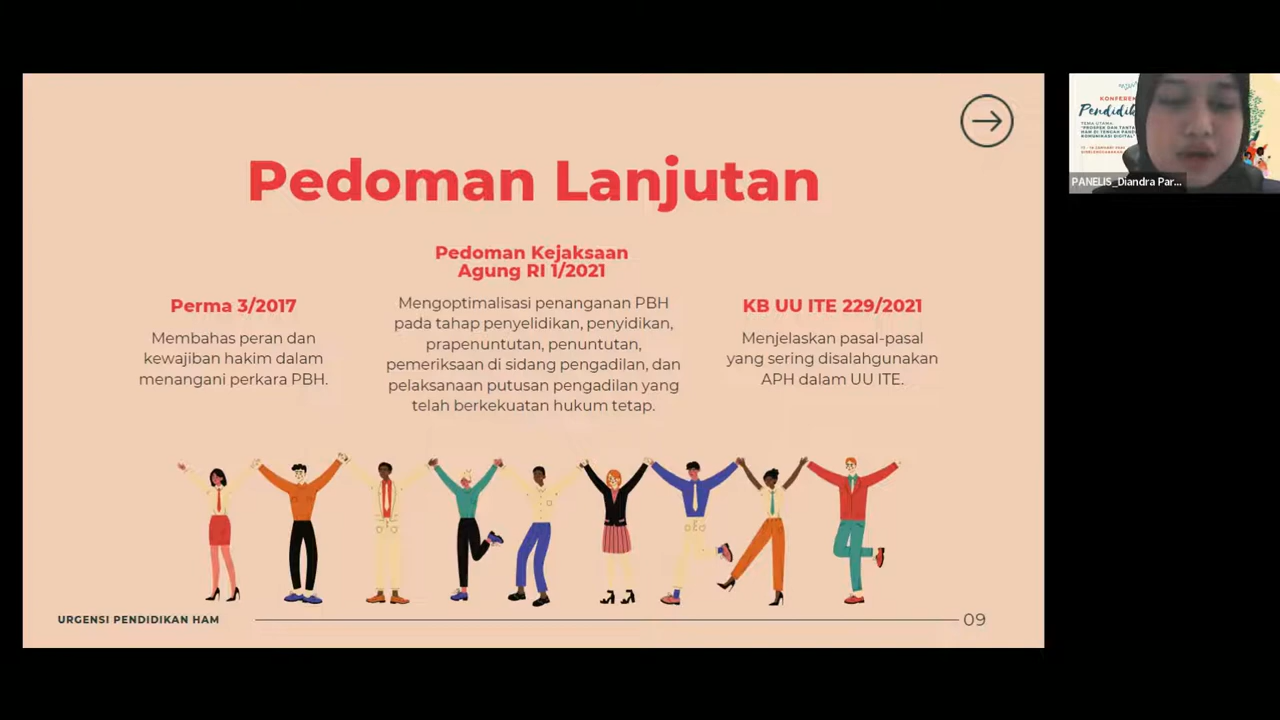 Pedoman Lanjutan
Perma 3/2017
Membahas peran dan
kewajiban hakim dalam
menangani perkara PBH.
Pedoman Kejaksaan
Agung RI 1/2021
Mengoptimalisasi penanganan PBH
pada tahap penyelidikan, penyidikan,
prapenuntutan, penuntutan,
pemeriksaan di sidang pengadilan, dan
pelaksanaan putusan pengadilan yang
telah berkekuatan hukum tetap.
KB UU ITE 229/2021
Menjelaskan pasal-pasal
yang sering disalahgunakan
APH dalam UU ITE.
URGENSI PENDIDIKAN HAM
09
TEMA UTAMA
PANELIS_Diandra Par...